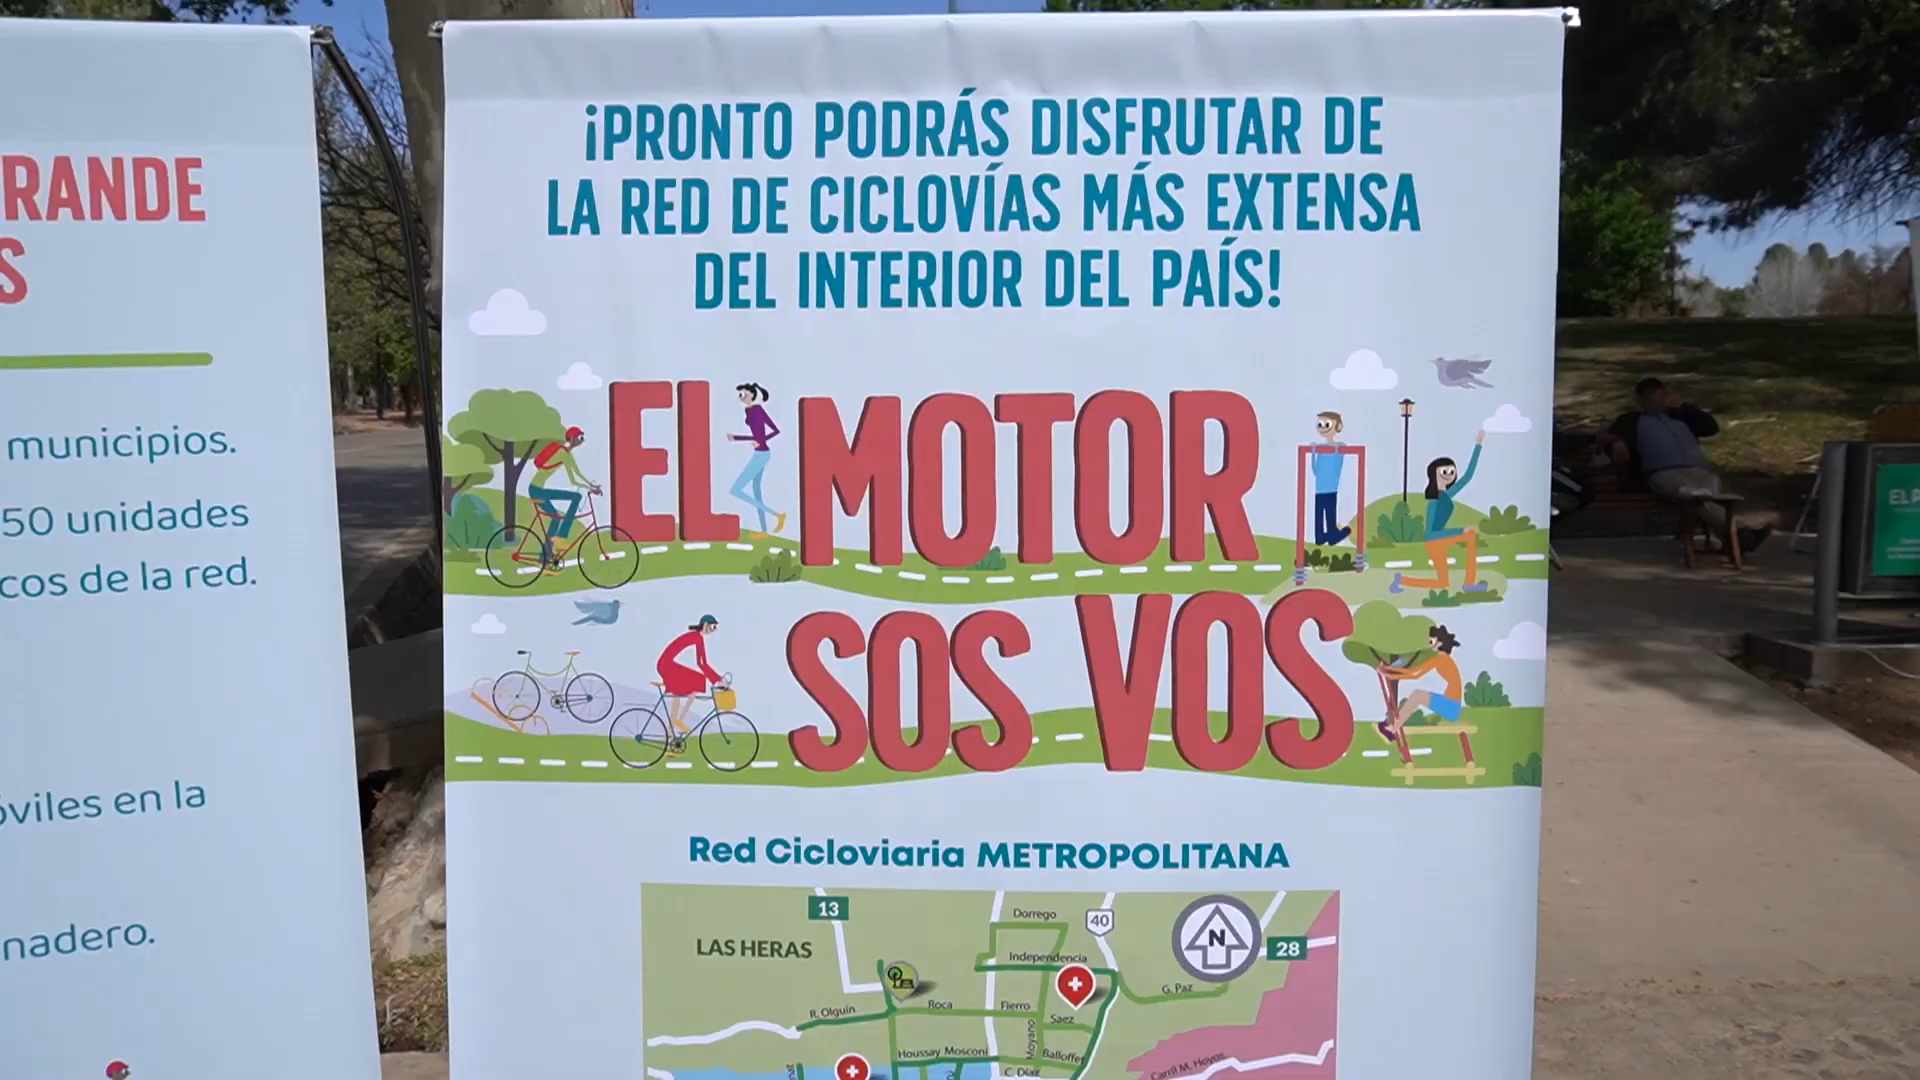 RANDE
S
municipios.
50 unidades
cos de la red.
óviles en la
nadero.
¡PRONTO PODRÁS DISFRUTAR DE
LA RED DE CICLOVÍAS MÁS EXTENSA
DEL INTERIOR DEL PAÍS!
EL MOTOR
SOS VOS
Red Cicloviaria METROPOLITANA
13
Dorrego
40
N
28
LAS HERAS
Independencia
G. Paz
R. Olguin
Roca
Fierro
Saez
Moyano
Houssay Mosconi
Balloffet
C. Díaz
Carril M. Hoyos